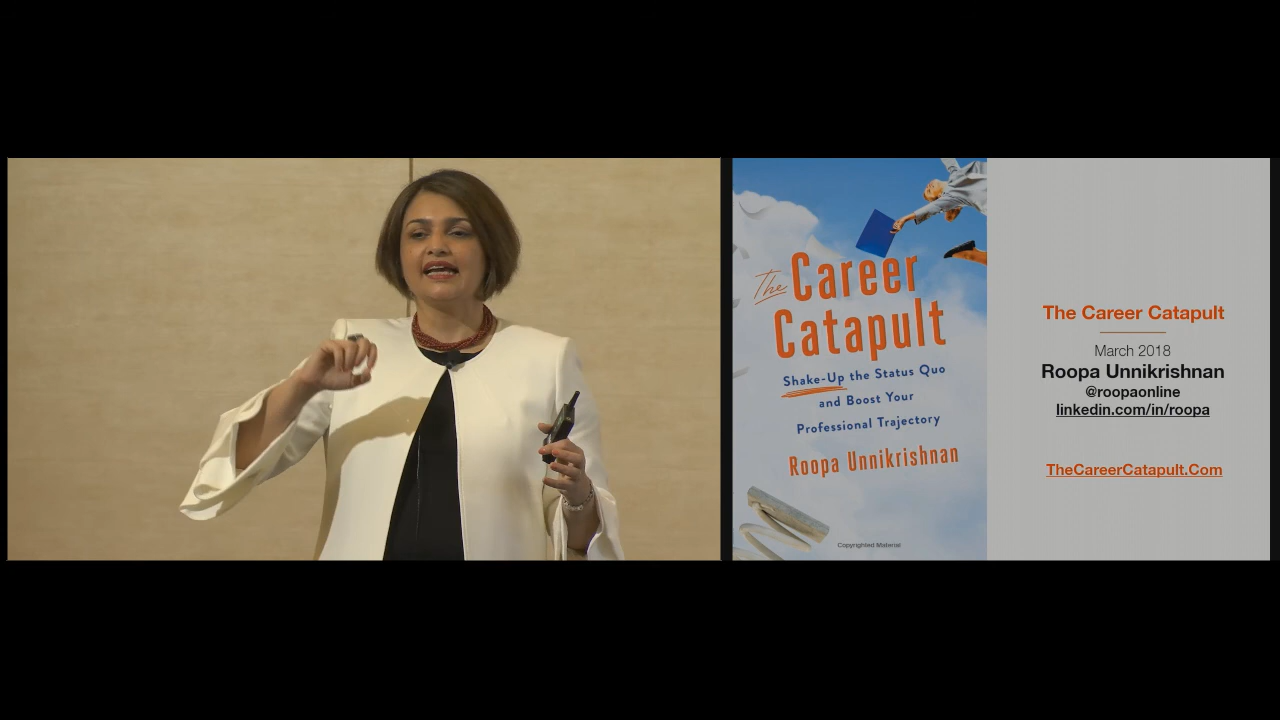 The Career
Catapult
Shake-Up the Status Quo
and Boost Your
Professional Trajectory
Roopa Unnikrishnan
Copyrighted Material
The Career Catapult
March 2018
Roopa Unnikrishnan
@roopaonline
linkedin.com/in/roopa
TheCareerCatapult.Com